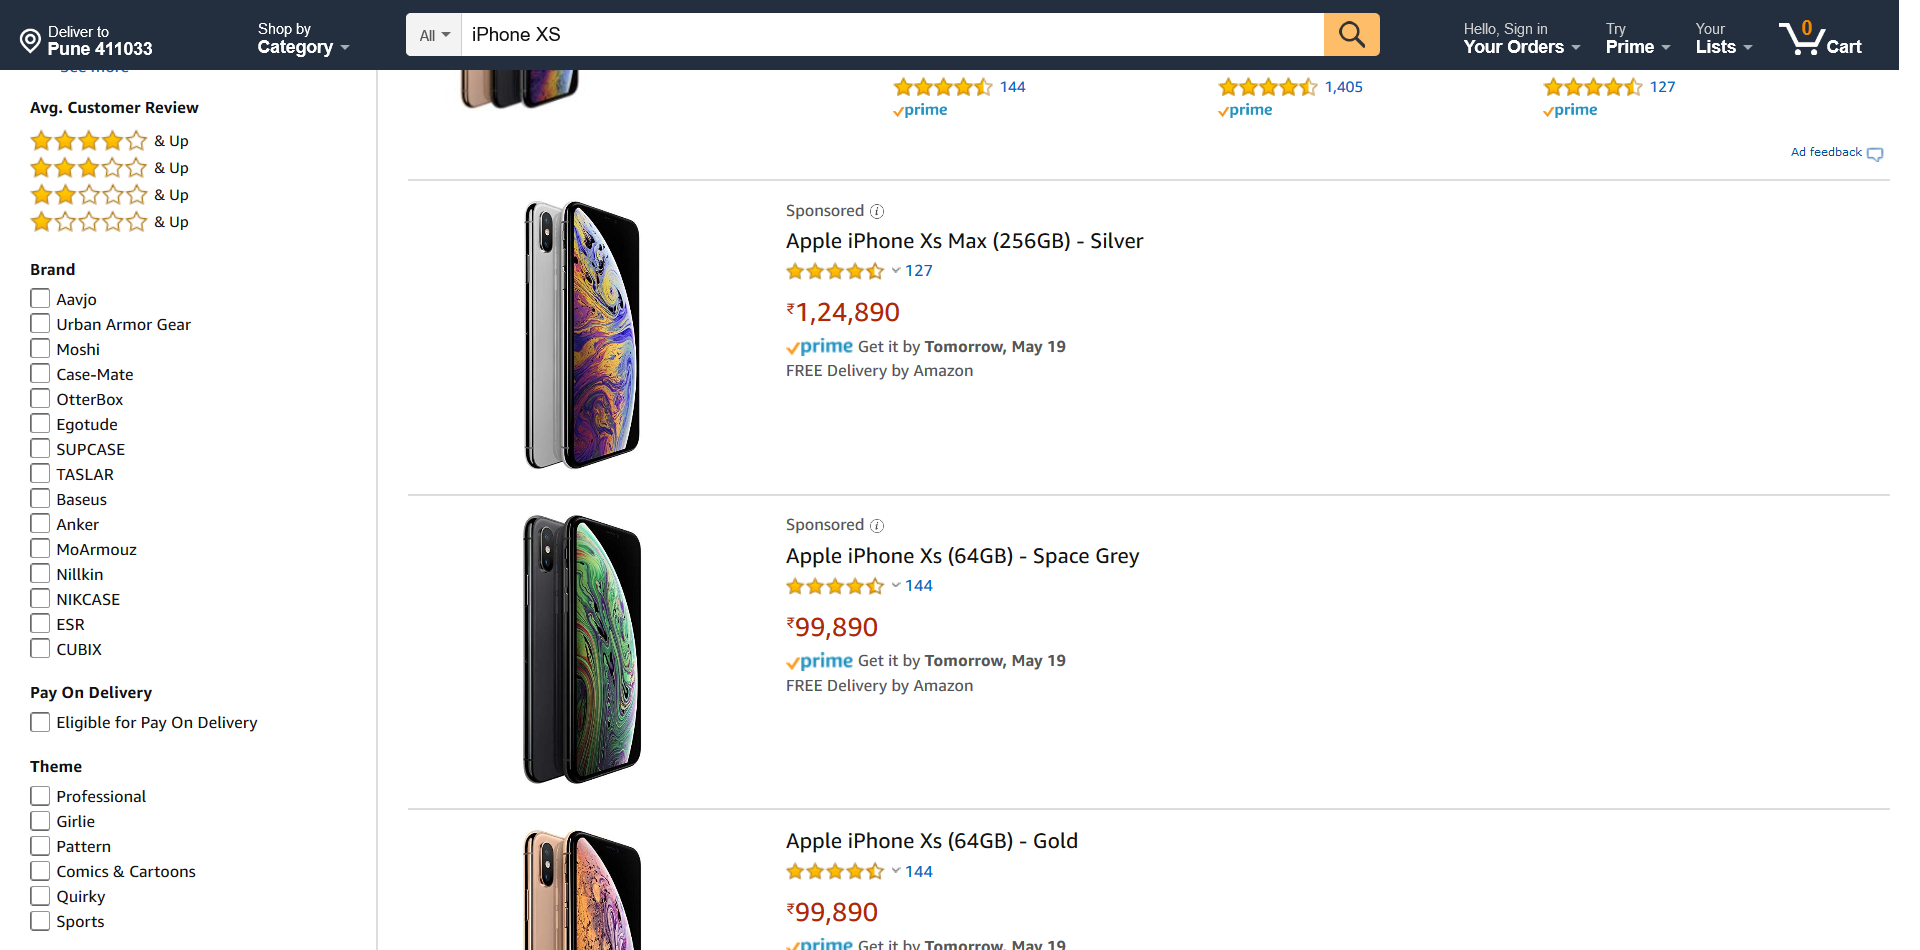 Deliver to
Pune 411033
Shop by
Category
All
iPhone XS
Hello, Sign in
Your Orders
Try
Prime
Your
Lists
0
Cart
See more
Avg. Customer Review
& Up
& Up
& Up
& Up
Brand
Aavjo
Urban Armor Gear
Moshi
Case-Mate
OtterBox
Egotude
SUPCASE
TASLAR
Baseus
Anker
MoArmouz
Nillkin
NIKCASE
ESR
CUBIX
Pay On Delivery
Eligible for Pay On Delivery
Theme
Professional
Girlie
Pattern
Comics & Cartoons
Quirky
Sports
144
prime
1,405
prime
127
prime
Ad feedback
Sponsored
Apple iPhone Xs Max (256GB) - Silver
127
₹1,24,890
prime Get it by Tomorrow, May 19
FREE Delivery by Amazon
Sponsored
Apple iPhone Xs (64GB) - Space Grey
144
₹99,890
prime Get it by Tomorrow, May 19
FREE Delivery by Amazon
Apple iPhone Xs (64GB) - Gold
144
₹99,890
prime Get it by Tomorrow, May 19